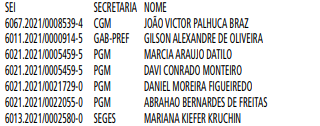 SEI SECRETARIA NOME
6067.2021/0008539-4 CGM JOÃO VICTOR PALHUCA BRAZ
6011.2021/0000914-5 GAB-PREF GILSON ALEXANDRE DE OLIVEIRA
6021.2021/0005459-5 PGM MARCIA ARAUJO DATILO
6021.2021/0005459-5 PGM DAVI CONRADO MONTEIRO
6021.2021/0021729-0 PGM DANIEL MOREIRA FIGUEIREDO
6021.2021/0022055-0 PGM ABRAHAO BERNARDES DE FREITAS
6013.2021/0002580-0 SEGES MARIANA KIEFER KRUCHIN